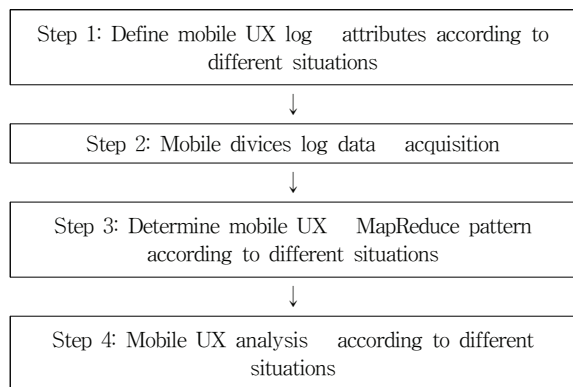 Step 1: Define mobile UX log attributes according to
different situations
↓
Step 2: Mobile divices log data acquisition
↓
Step 3: Determine mobile UX MapReduce pattern
according to different situations
↓
Step 4: Mobile UX analysis according to different
situations